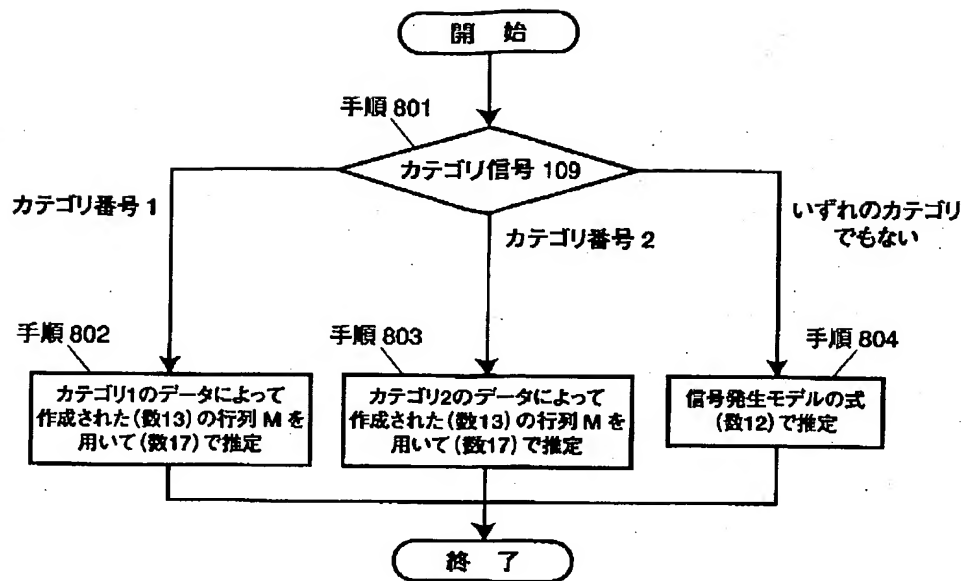 開 始
手順 801
カテゴリ信号 109
カテゴリ番号 1
カテゴリ番号 2
いずれのカテゴリ
でもない
手順 802
カテゴリ1のデータによって
作成された(数13)の行列 M を
用いて(数17)で推定
手順 803
カテゴリ2のデータによって
作成された(数13)の行列 M を
用いて(数17)で推定
手順 804
信号発生モデルの式
(数12)で推定
終 了